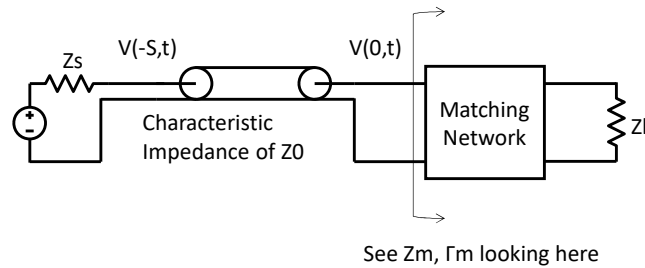 V(-S,t)
V(0,t)
Zs
+
-
Characteristic
Impedance of Z0
Matching
Network
Zl
See Zm, Γm looking here